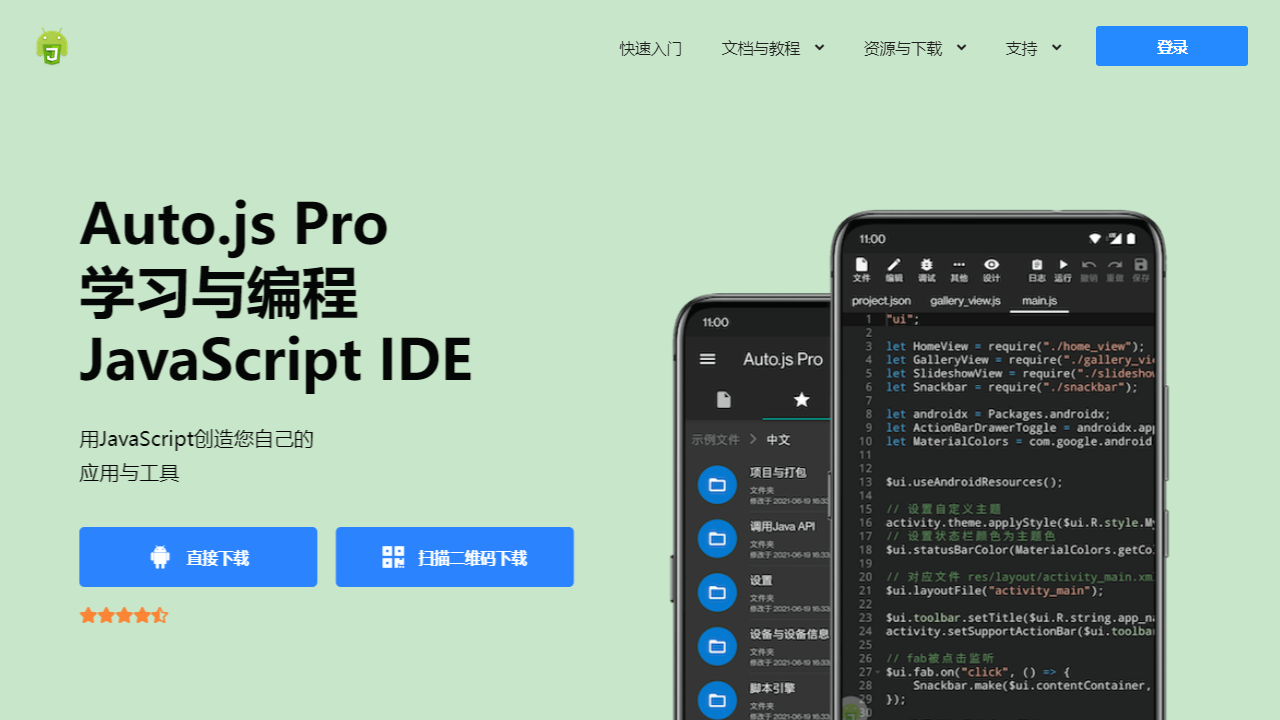 快速入门
文档与教程
资源与下载
支持
登录
Auto.js Pro
学习与编程
JavaScript IDE
用JavaScript创造您自己的
应用与工具
直接下载
扫描二维码下载
11:00
Auto.js Pro
示例文件 > 中文
项目与打包
文件夹
修改于 2021-06-19 16:33
调用Java API
文件夹
修改于 2021-06-19 16:33
设置
文件夹
修改于 2021-06-19 16:33
设备与设备信息
文件夹
修改于 2021-06-19 16:33
脚本引擎
文件夹
修改于 2021-06-19 16:33
11:00
文件 编辑 调试 其他 设计 日志 运行 撤销 重做 保存
project.json gallery_view.js main.js
1 "ui";
2
3 let HomeView = require("./home_view");
4 let GalleryView = require("./gallery_vi
5 let SlideshowView = require("./slidesho
6 let Snackbar = require("./snackbar");
7
8 let androidx = Packages.androidx;
9 let ActionBarDrawerToggle = androidx.ap
10 let MaterialColors = com.google.android
11
12
13 $ui.useAndroidResources();
14
15 // 设置自定义主题
16 activity.theme.applyStyle($ui.R.style.M
17 // 设置状态栏颜色为主题色
18 $ui.statusBarColor(MaterialColors.getCo
19
20 // 对应文件 res/layout/activity_main.xm
21 $ui.layoutFile("activity_main");
22
23 $ui.toolbar.setTitle($ui.R.string.app_n
24 activity.setSupportActionBar($ui.toolba
25
26 // fab被点击监听
27 $ui.fab.on("click", () => {
28 Snackbar.make($ui.contentContainer,
29 });
30